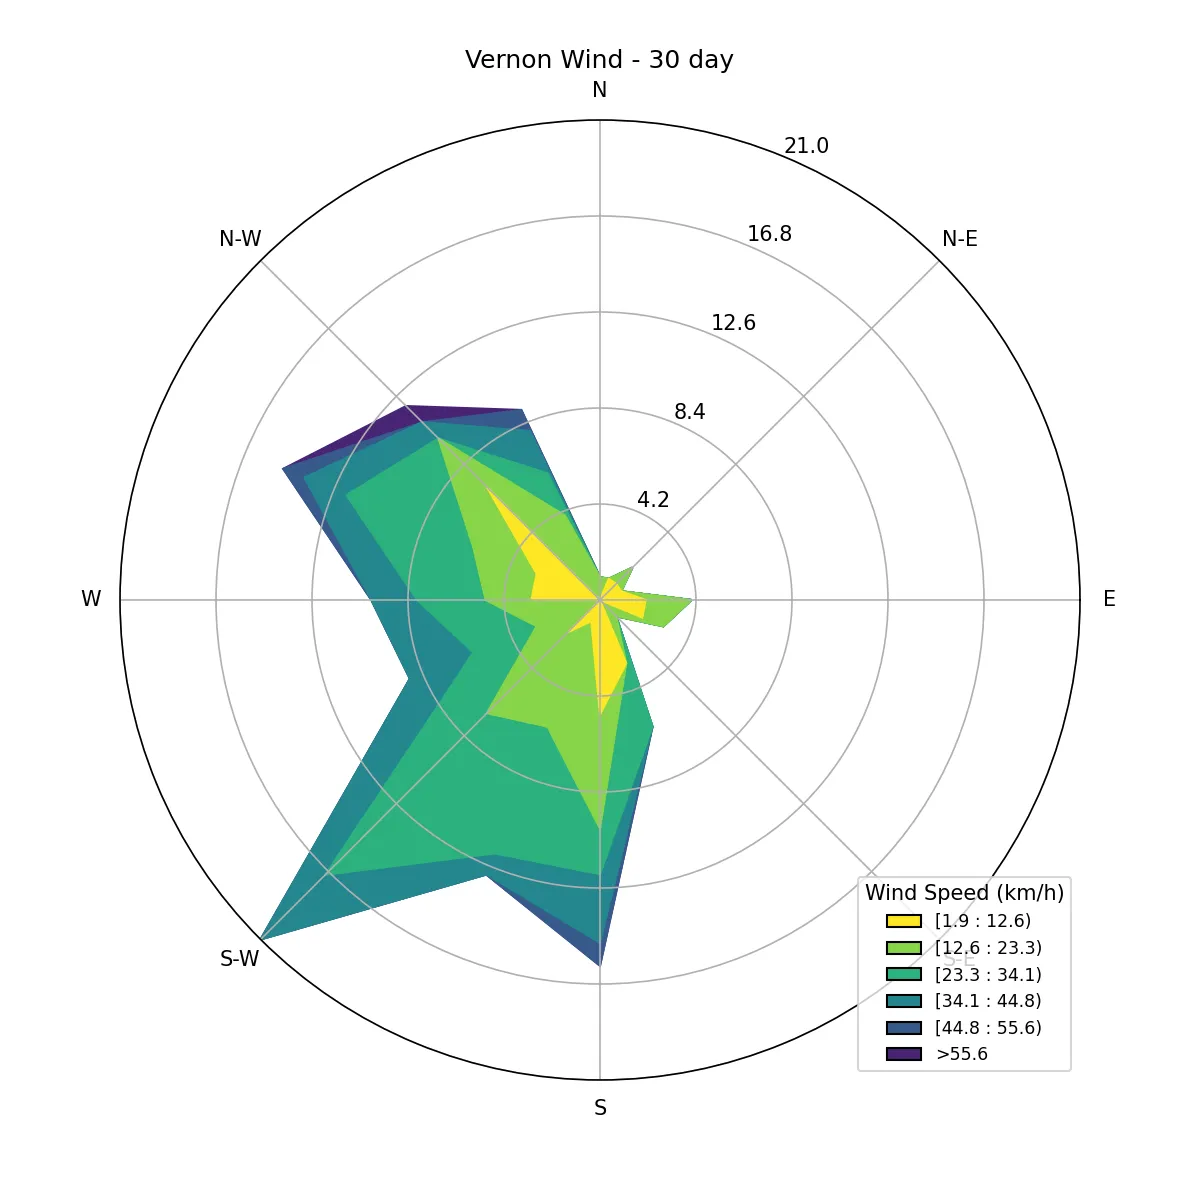 Vernon Wind - 30 day
N
21.0
16.8
N-W
N-E
12.6
8.4
4.2
W
E
Wind Speed (km/h)
[1.9 : 12.6)
[12.6 : 23.3)
S-W
S-E
[23.3 : 34.1)
[34.1 : 44.8)
[44.8 : 55.6)
>55.6
S